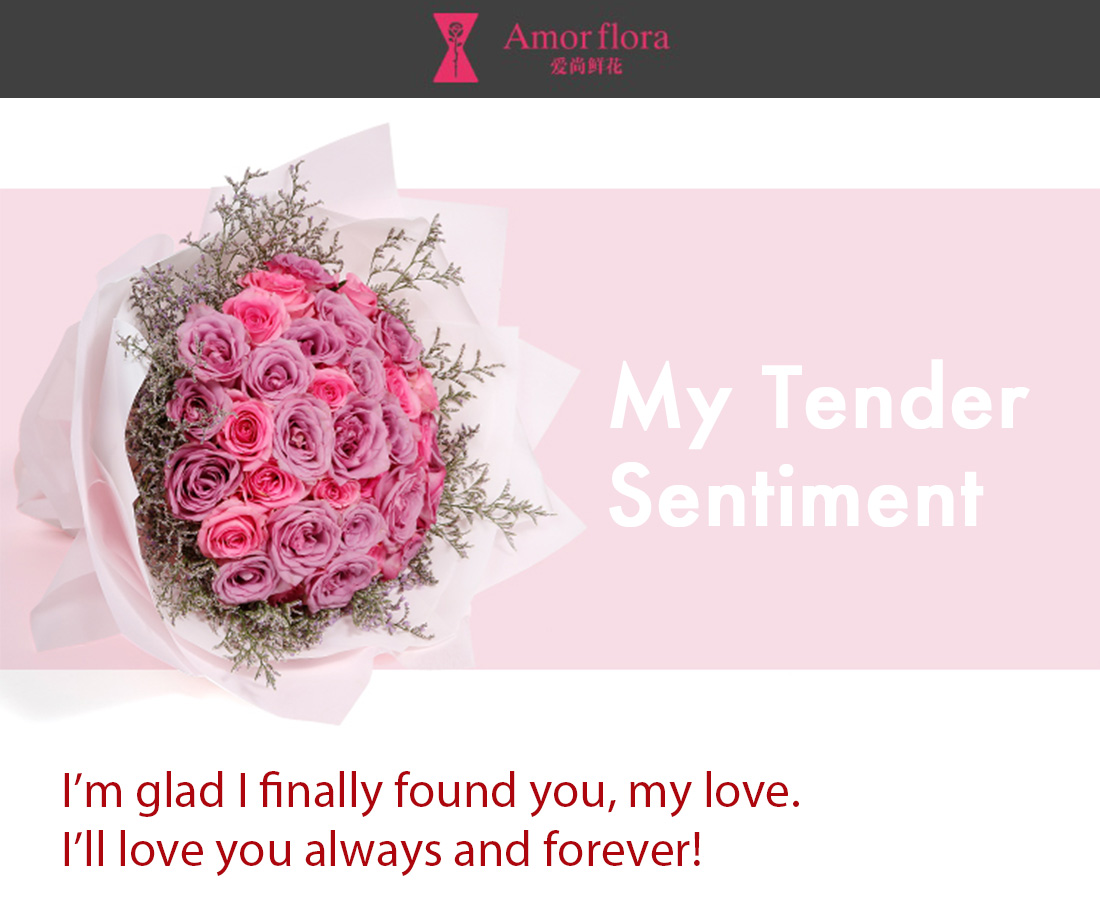 Amor flora
爱尚鲜花
My Tender
Sentiment
I’m glad I finally found you, my love.
I’ll love you always and forever!